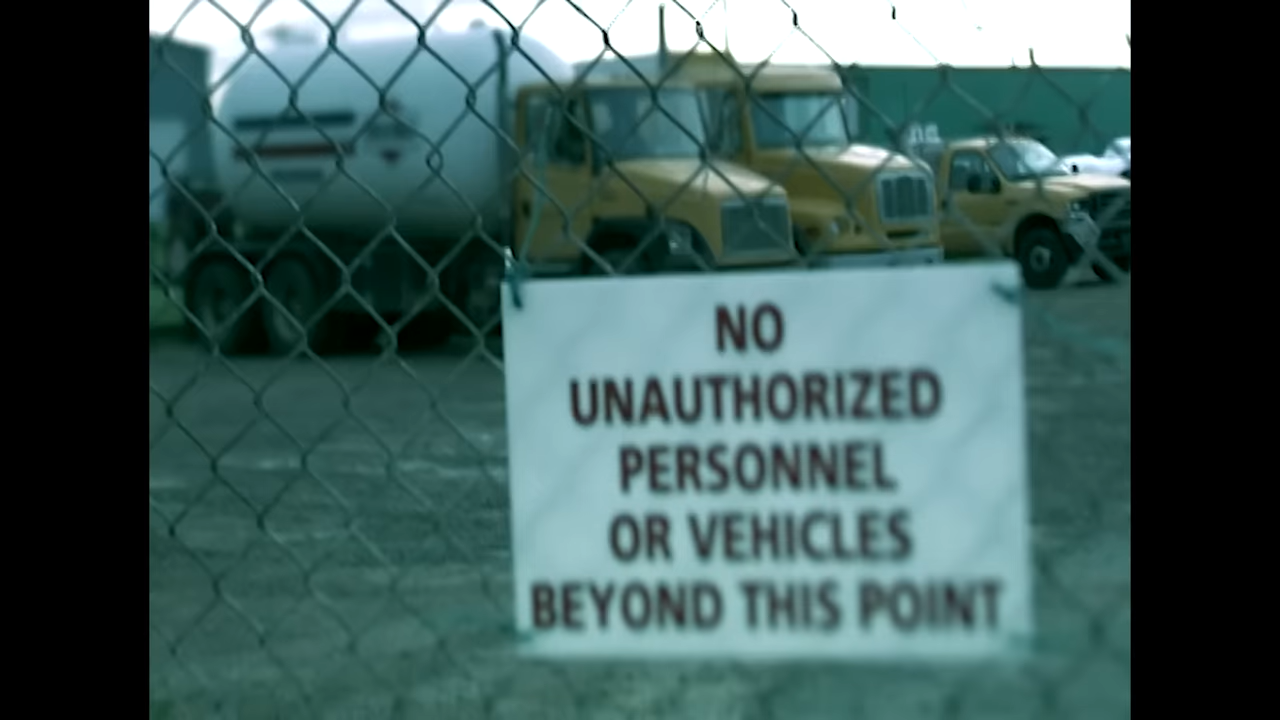 NO
UNAUTHORIZED
PERSONNEL
OR VEHICLES
BEYOND THIS POINT